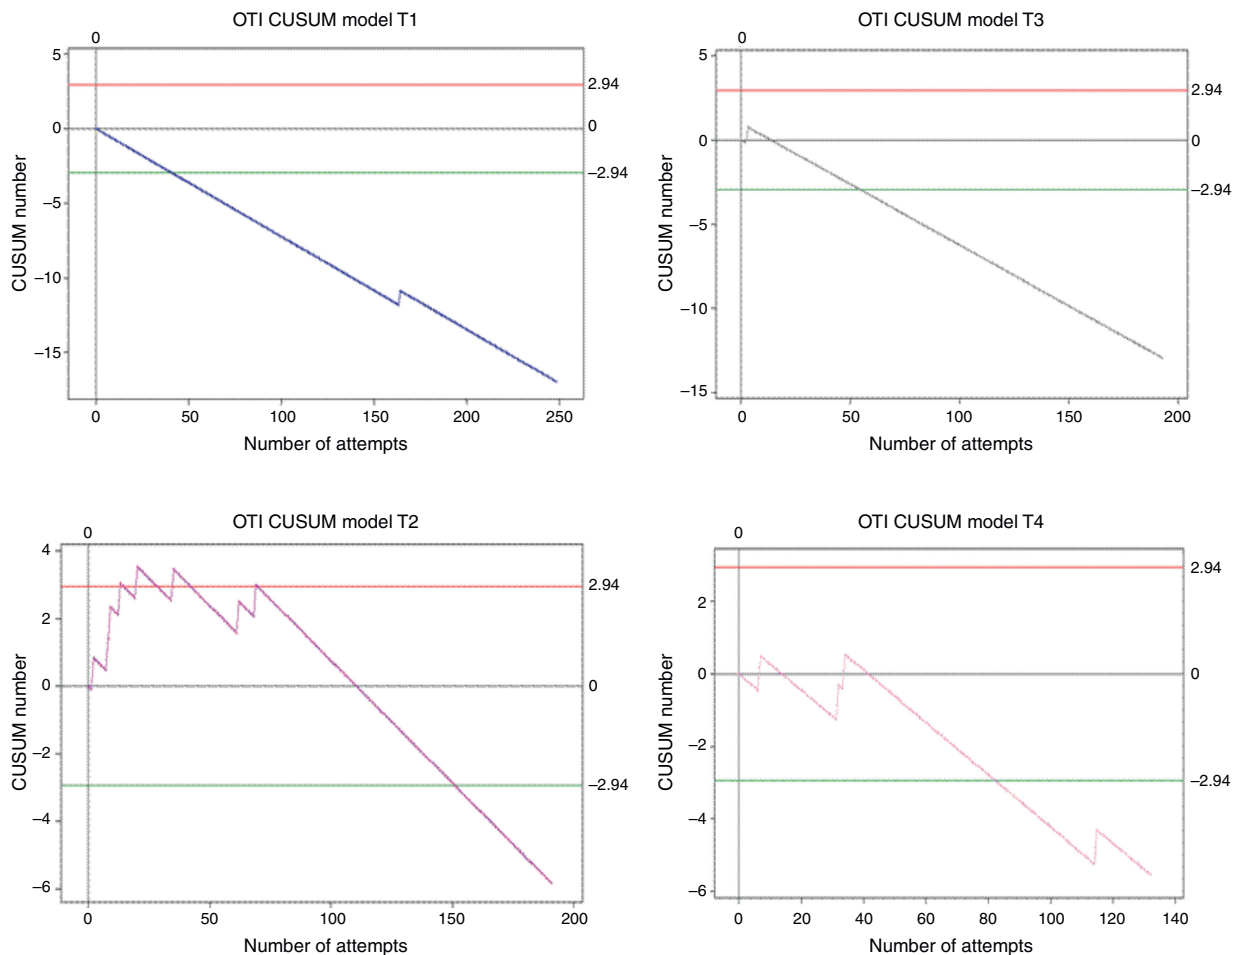 OTI CUSUM model T1
0
5
0
−5
−10
−15
2.94
0
−2.94
CUSUM number
0 50 100 150 200 250
Number of attempts
OTI CUSUM model T3
0
5
0
−5
−10
−15
2.94
0
−2.94
CUSUM number
0 50 100 150 200
Number of attempts
OTI CUSUM model T2
0
4
2
0
−2
−4
−6
2.94
0
−2.94
CUSUM number
0 50 100 150 200
Number of attempts
OTI CUSUM model T4
0
2
0
−2
−4
−6
2.94
0
−2.94
CUSUM number
0 20 40 60 80 100 120 140
Number of attempts